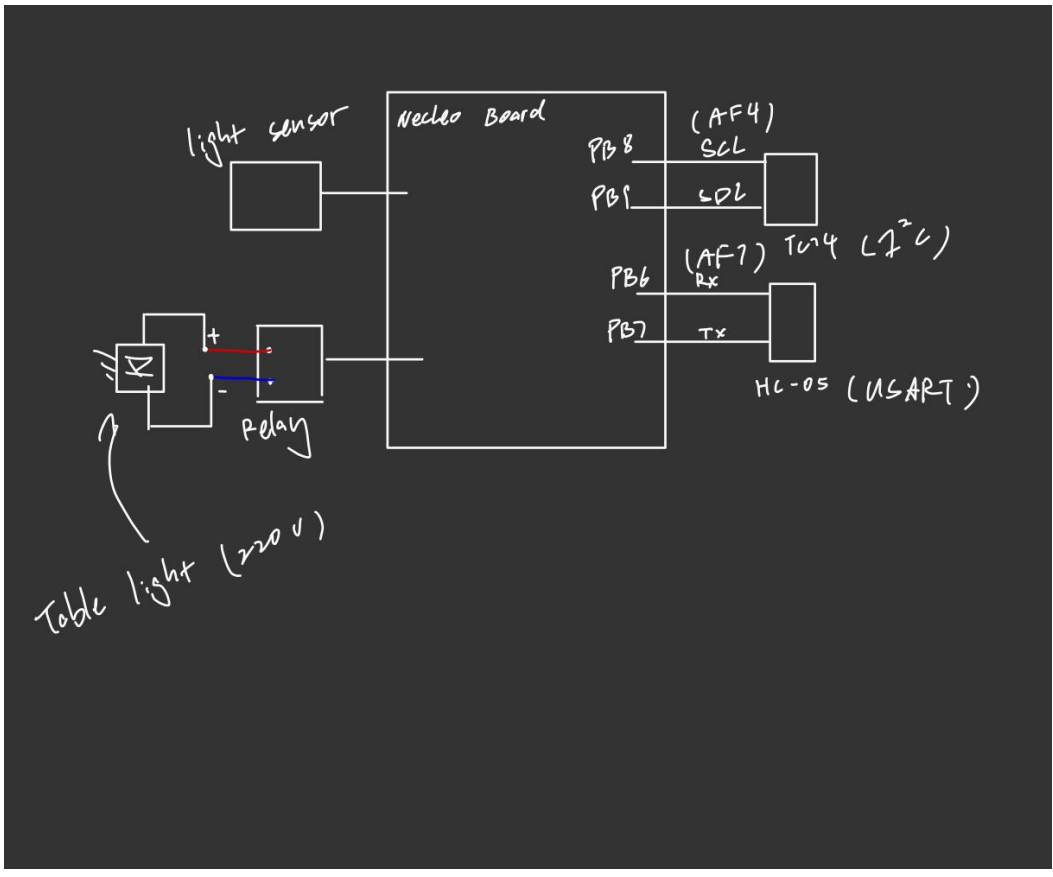 light sensor
Necleo Board
(AF4)
PB8
SCL
PB9
SDL
TC74 (I²C)
(AF7)
PB6
Rx
PB7
TX
HC-05 (USART)
+
-
Relay
Table light (220V)